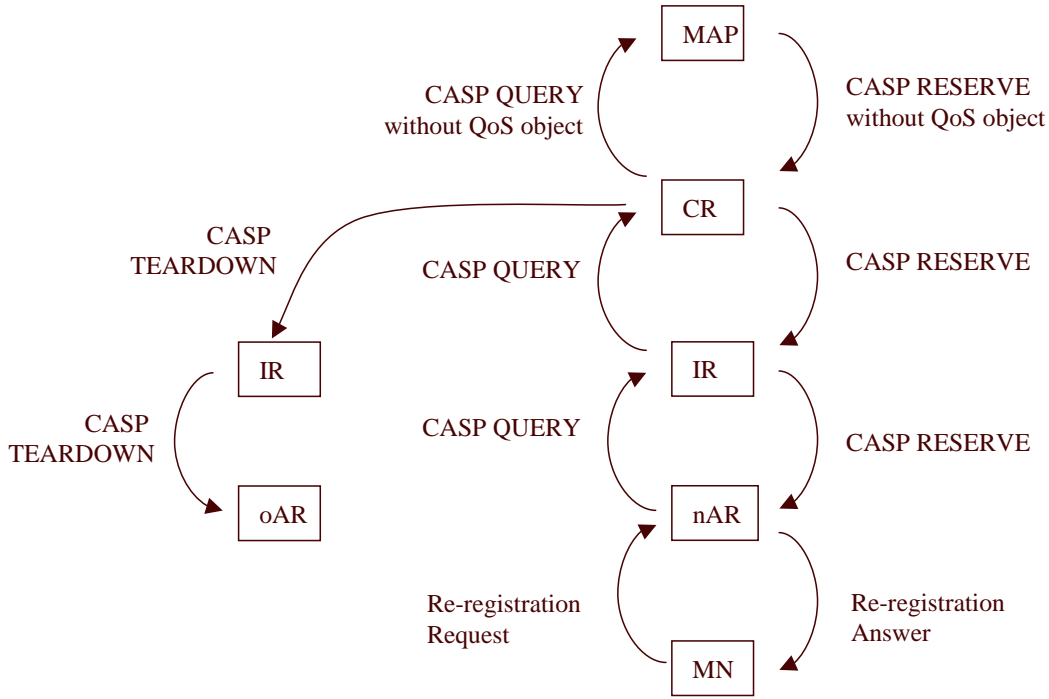 MAP
CASP QUERY
without QoS object
CASP RESERVE
without QoS object
CR
CASP
TEARDOWN
CASP QUERY
CASP RESERVE
IR
IR
CASP
TEARDOWN
CASP QUERY
CASP RESERVE
oAR
nAR
Re-registration
Request
Re-registration
Answer
MN